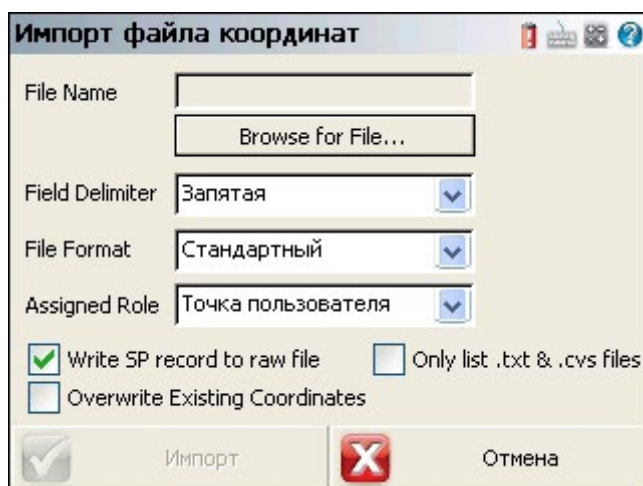 Импорт файла координат
File Name
Browse for File...
Field Delimiter Запятая
File Format Стандартный
Assigned Role Точка пользователя
Write SP record to raw file Only list .txt & .cvs files
Overwrite Existing Coordinates
Импорт Отмена